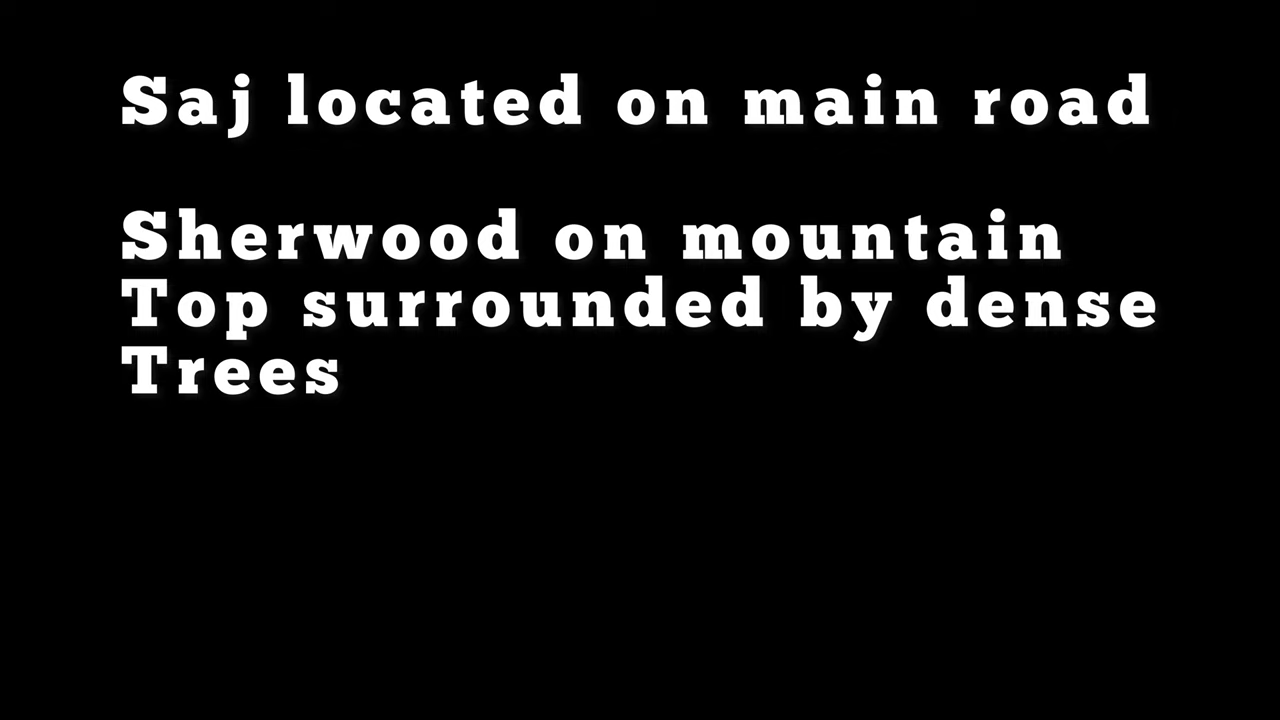 Saj located on main road
Sherwood on mountain
Top surrounded by dense
Trees